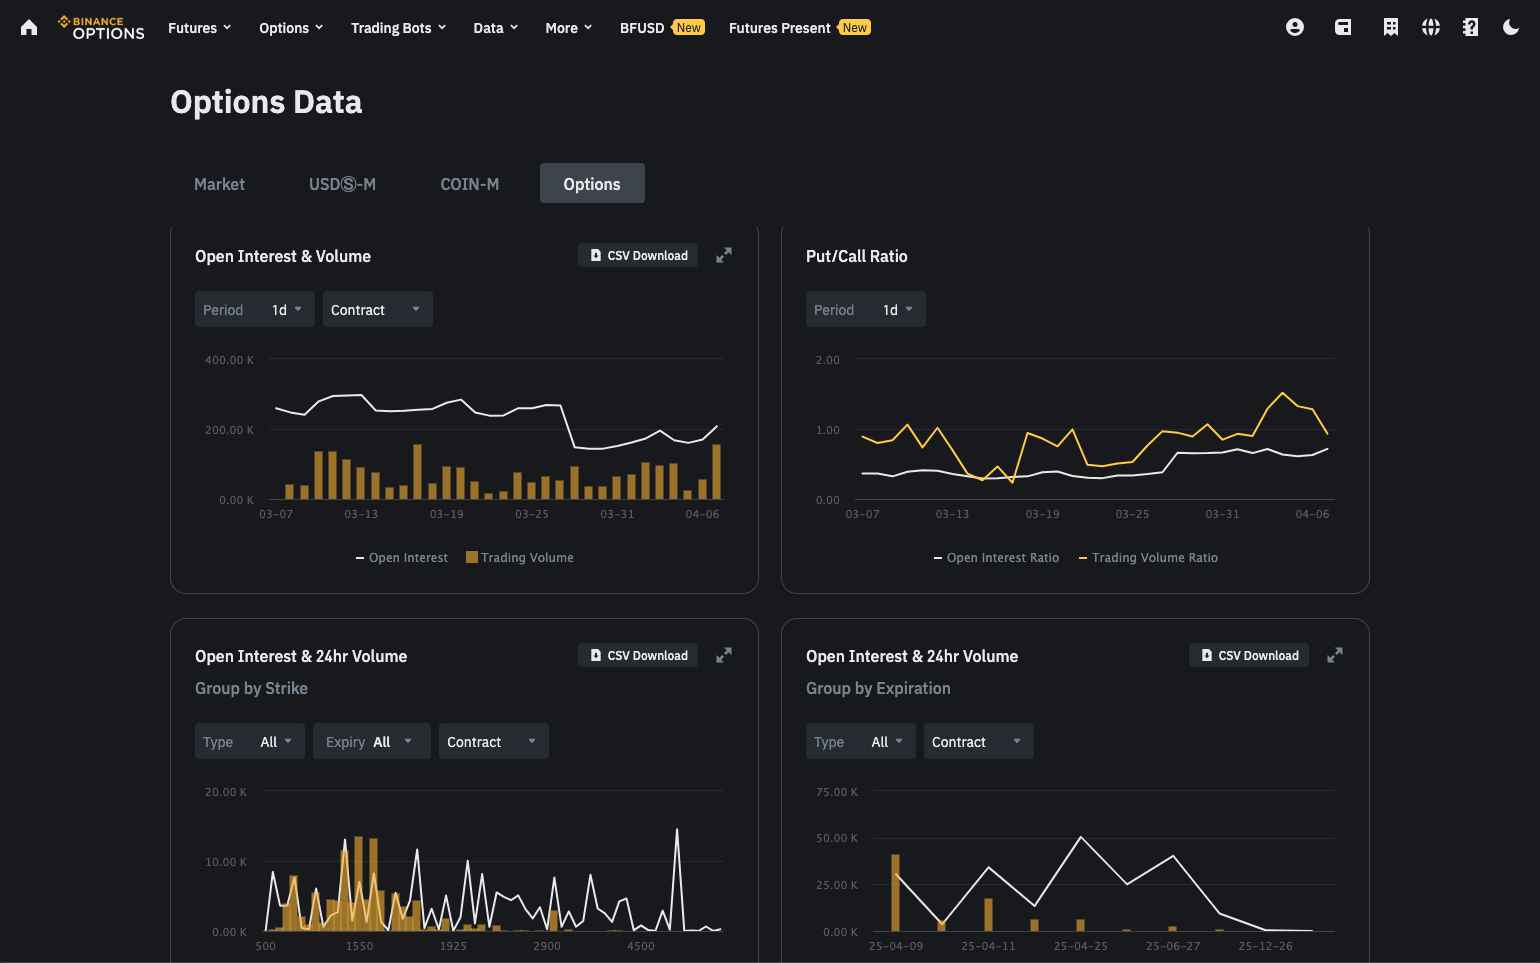 BINANCE OPTIONS Futures Options Trading Bots Data More BFUSD New Futures Present New
Options Data
Market USDⓈ-M COIN-M Options
Open Interest & Volume CSV Download
Period 1d Contract
400.00 K
200.00 K
0.00 K
03-07 03-13 03-19 03-25 03-31 04-06
Open Interest Trading Volume
Put/Call Ratio
Period 1d
2.00
1.00
0.00
03-07 03-13 03-19 03-25 03-31 04-06
Open Interest Ratio Trading Volume Ratio
Open Interest & 24hr Volume CSV Download
Group by Strike
Type All Expiry All Contract
20.00 K
10.00 K
0.00 K
500 1550 1925 2900 4500
Open Interest & 24hr Volume CSV Download
Group by Expiration
Type All Contract
75.00 K
50.00 K
25.00 K
0.00 K
25-04-09 25-04-11 25-04-25 25-06-27 25-12-26